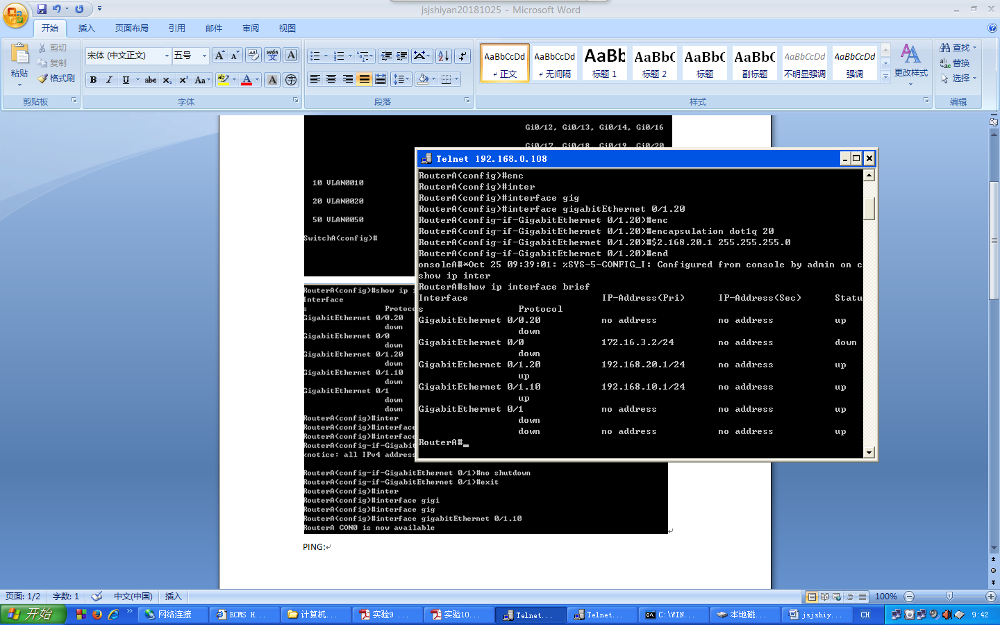 jsjshiyan20181025 - Microsoft Word
开始 插入 页面布局 引用 邮件 审阅 视图
粘贴
剪切
复制
格式刷
剪贴板
宋体 (中文正文) 五号
字体
段落
AaBbCcDd AaBbCcDd AaBb AaBbC AaBbC AaBbC AaBbCcDd AaBbCcDd
正文 无间隔 标题 1 标题 2 标题 副标题 不明显强调 强调
更改样式
样式
查找
替换
选择
编辑
Gi0/12, Gi0/13, Gi0/14, Gi0/16
Gi0/17, Gi0/18, Gi0/19, Gi0/20
10 VLAN0010
20 VLAN0020
50 VLAN0050
SwitchA(config)#
RouterA(config)#show ip i
Interface
s Protoco
GigabitEthernet 0/0.20
down
GigabitEthernet 0/0
down
GigabitEthernet 0/1.20
down
GigabitEthernet 0/1.10
down
GigabitEthernet 0/1
down
down
RouterA(config)#inter
RouterA(config)#interface
RouterA(config)#interface
RouterA(config-if-Gigabit
%notice: all IPv4 address
RouterA(config-if-GigabitEthernet 0/1)#no shutdown
RouterA(config-if-GigabitEthernet 0/1)#exit
RouterA(config)#inter
RouterA(config)#interface gigi
RouterA(config)#interface gig
RouterA(config)#interface gigabitEthernet 0/1.10
RouterA CON0 is now available
PING:
Telnet 192.168.0.108
RouterA(config)#enc
RouterA(config)#inter
RouterA(config)#interface gig
RouterA(config)#interface gigabitEthernet 0/1.20
RouterA(config-if-GigabitEthernet 0/1.20)#enc
RouterA(config-if-GigabitEthernet 0/1.20)#encapsulation dot1q 20
RouterA(config-if-GigabitEthernet 0/1.20)#$2.168.20.1 255.255.255.0
RouterA(config-if-GigabitEthernet 0/1.20)#end
onsoleA#*Oct 25 09:39:01: %SYS-5-CONFIG_I: Configured from console by admin on c
show ip inter
RouterA#show ip interface brief
Interface IP-Address(Pri) IP-Address(Sec) Statu
s Protocol
GigabitEthernet 0/0.20 no address no address up
down
GigabitEthernet 0/0 172.16.3.2/24 no address down
down
GigabitEthernet 0/1.20 192.168.20.1/24 no address up
up
GigabitEthernet 0/1.10 192.168.10.1/24 no address up
up
GigabitEthernet 0/1 no address no address up
down
down no address no address up
RouterA#
页面: 1/2 字数: 1 中文(中国) 插入 100%
开始 网络连接 RCMS H... 计算机... 实验9 ... 实验10... Telnet... Telnet... C:\WIN... 本地磁... jsjshiy... CH 9:42